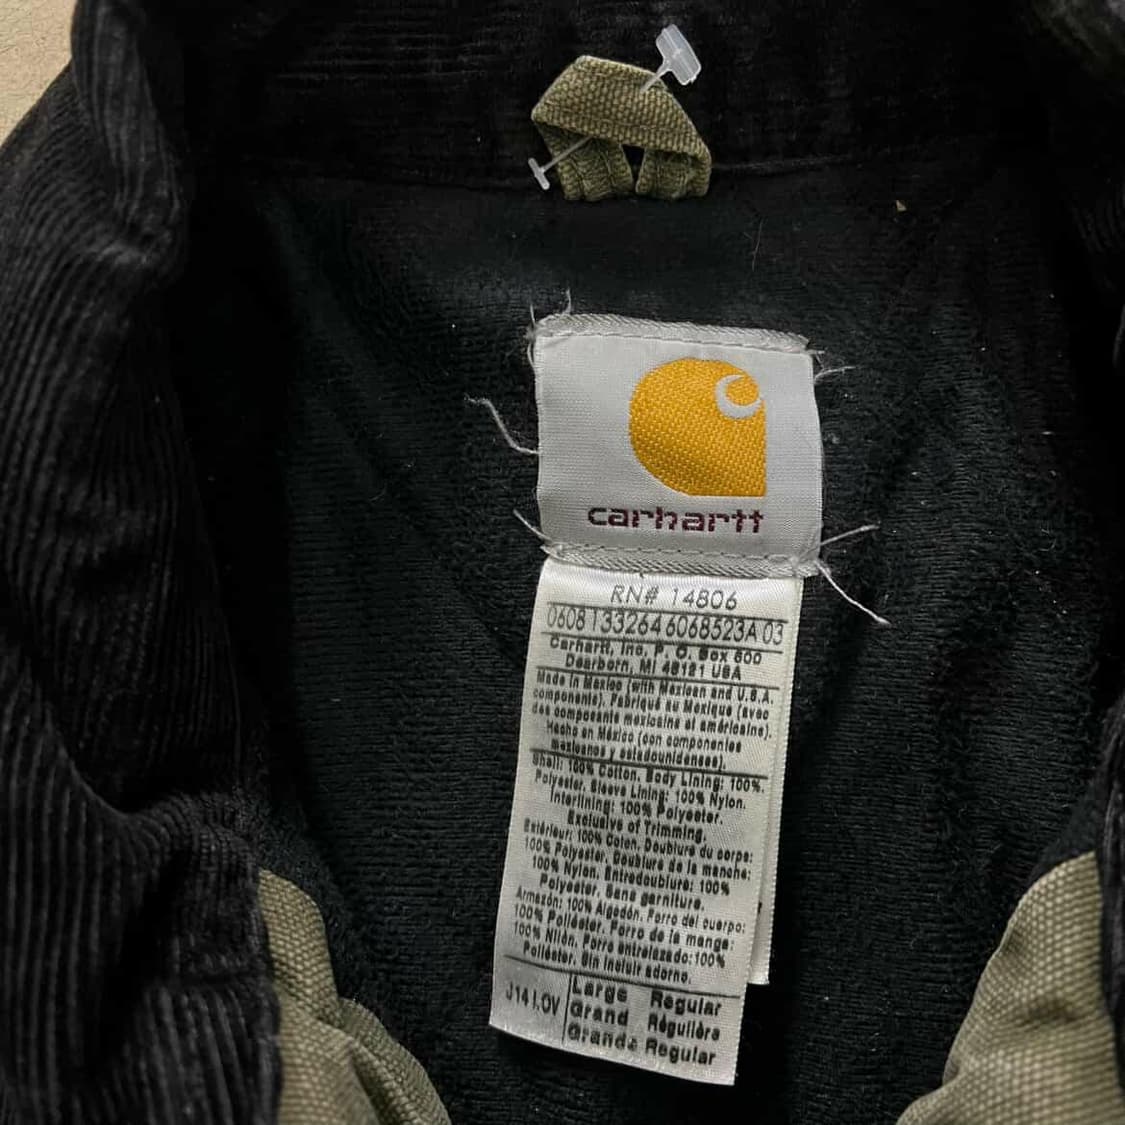 carhartt
RN# 14806
0608 133264 6068523A 03
Carhartt, Inc. P. O. Box 600
Dearborn, MI 48121 USA
Made in Mexico (with Mexican and U.S.A.
components). Fabriqué au Mexique (avec
des composants mexicains et américains).
Hecho en México (con componentes
mexicanos y estadounidenses).
Shell: 100% Cotton. Body Lining: 100%.
Polyester. Sleeve Lining: 100% Nylon.
Interlining: 100% Polyester.
Exclusive of Trimming.
Extérieur: 100% Coton. Doublure du corps:
100% Polyester. Doublure de la manche:
100% Nylon. Entredoublure: 100%
Polyester. Sans garniture.
Armazón: 100% Algodón. Forro del cuerpo:
100% Poliéster. Forro de la manga:
100% Nilón. Forro entrelazado: 100%
Poliéster. Sin incluir adorno.
J14 LOV
Large Regular
Grand Régulière
Grande Regular